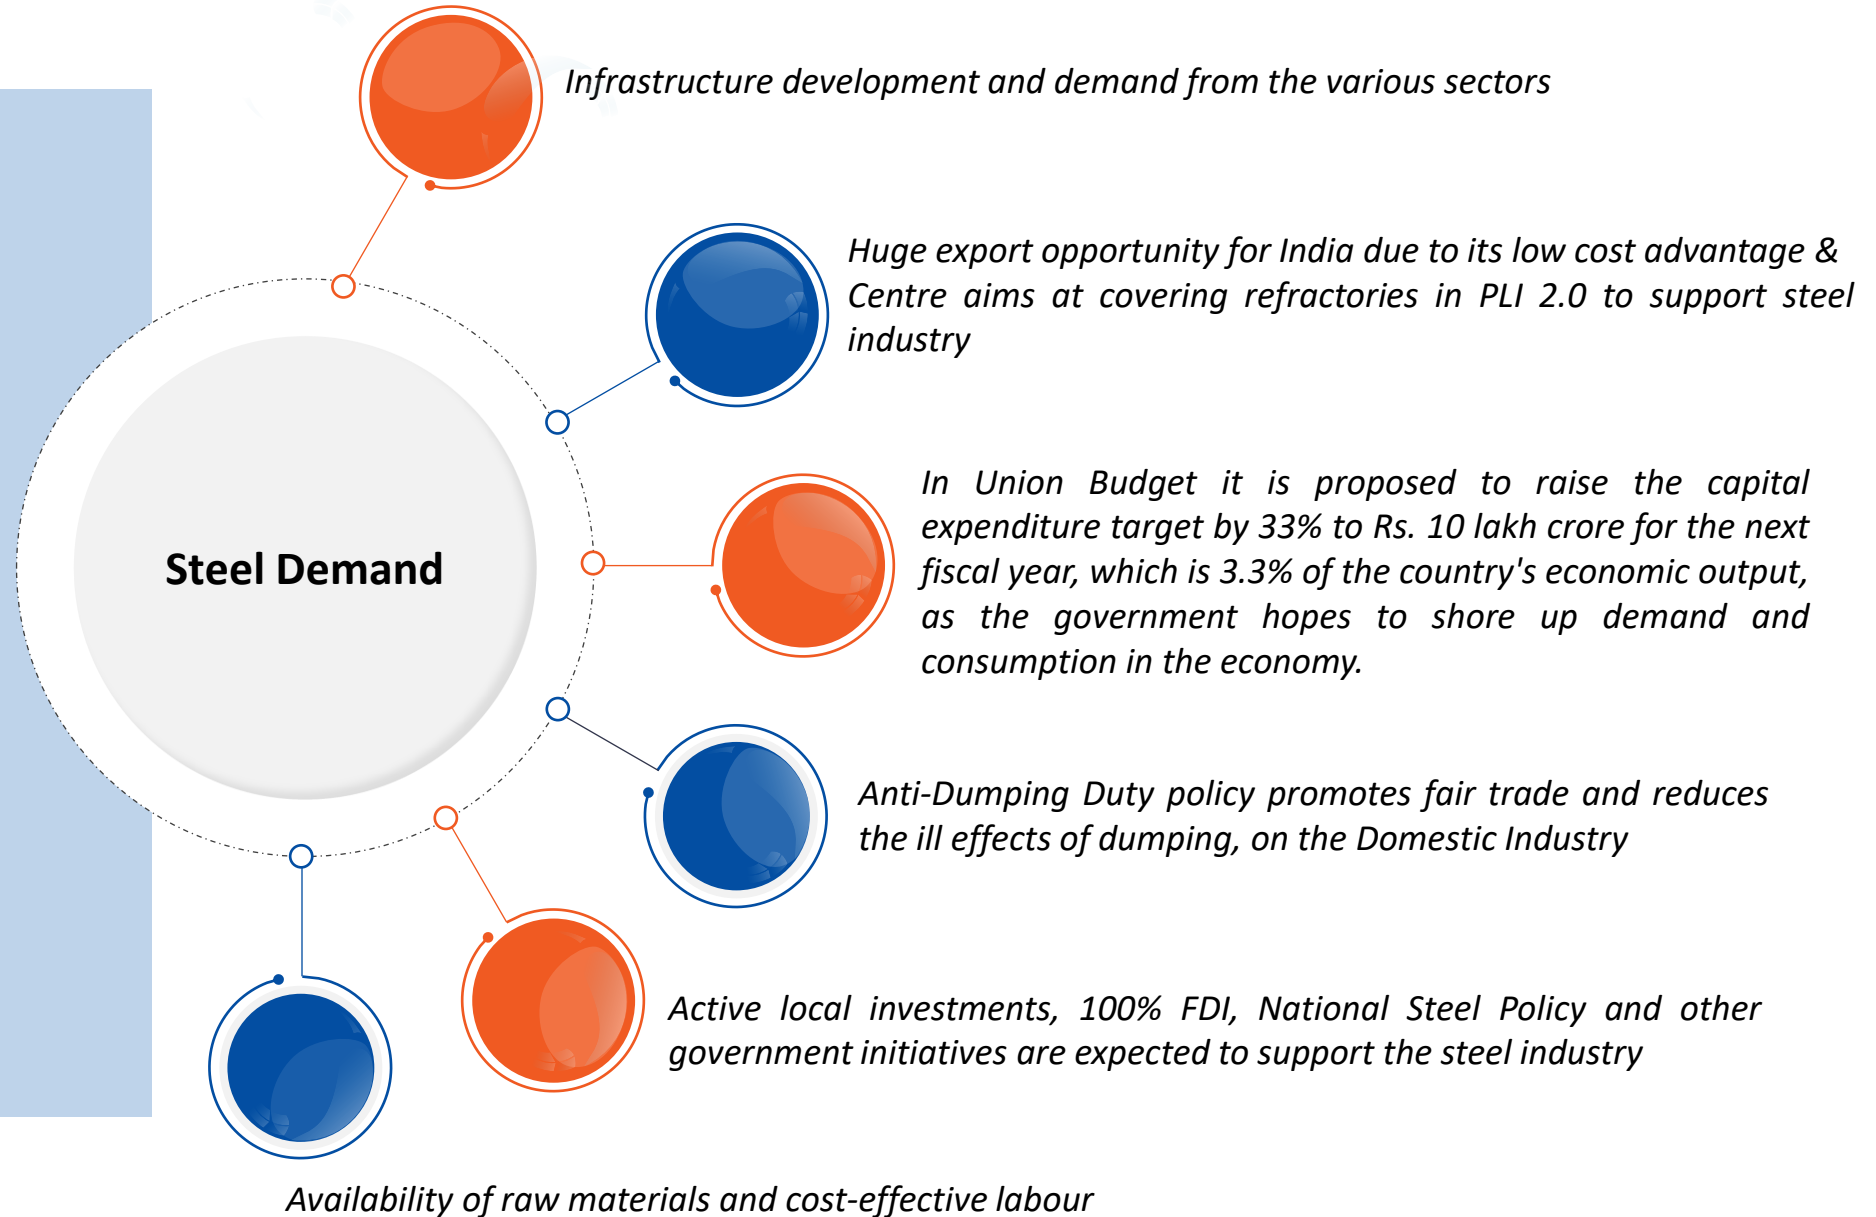 Infrastructure development and demand from the various sectors
Huge export opportunity for India due to its low cost advantage &
Centre aims at covering refractories in PLI 2.0 to support steel
industry
In Union Budget it is proposed to raise the capital
expenditure target by 33% to Rs. 10 lakh crore for the next
fiscal year, which is 3.3% of the country's economic output,
as the government hopes to shore up demand and
consumption in the economy.
Steel Demand
Anti-Dumping Duty policy promotes fair trade and reduces
the ill effects of dumping, on the Domestic Industry
Active local investments, 100% FDI, National Steel Policy and other
government initiatives are expected to support the steel industry
Availability of raw materials and cost-effective labour